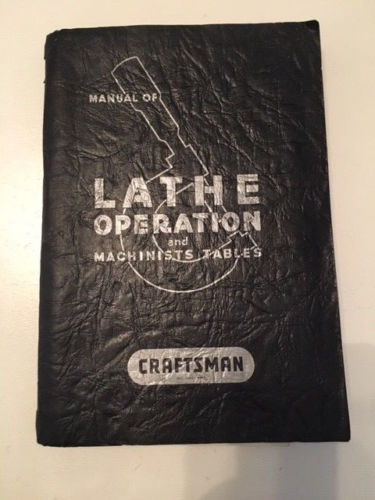 MANUAL OF
LATHE
OPERATION
and
MACHINISTS TABLES
CRAFTSMAN